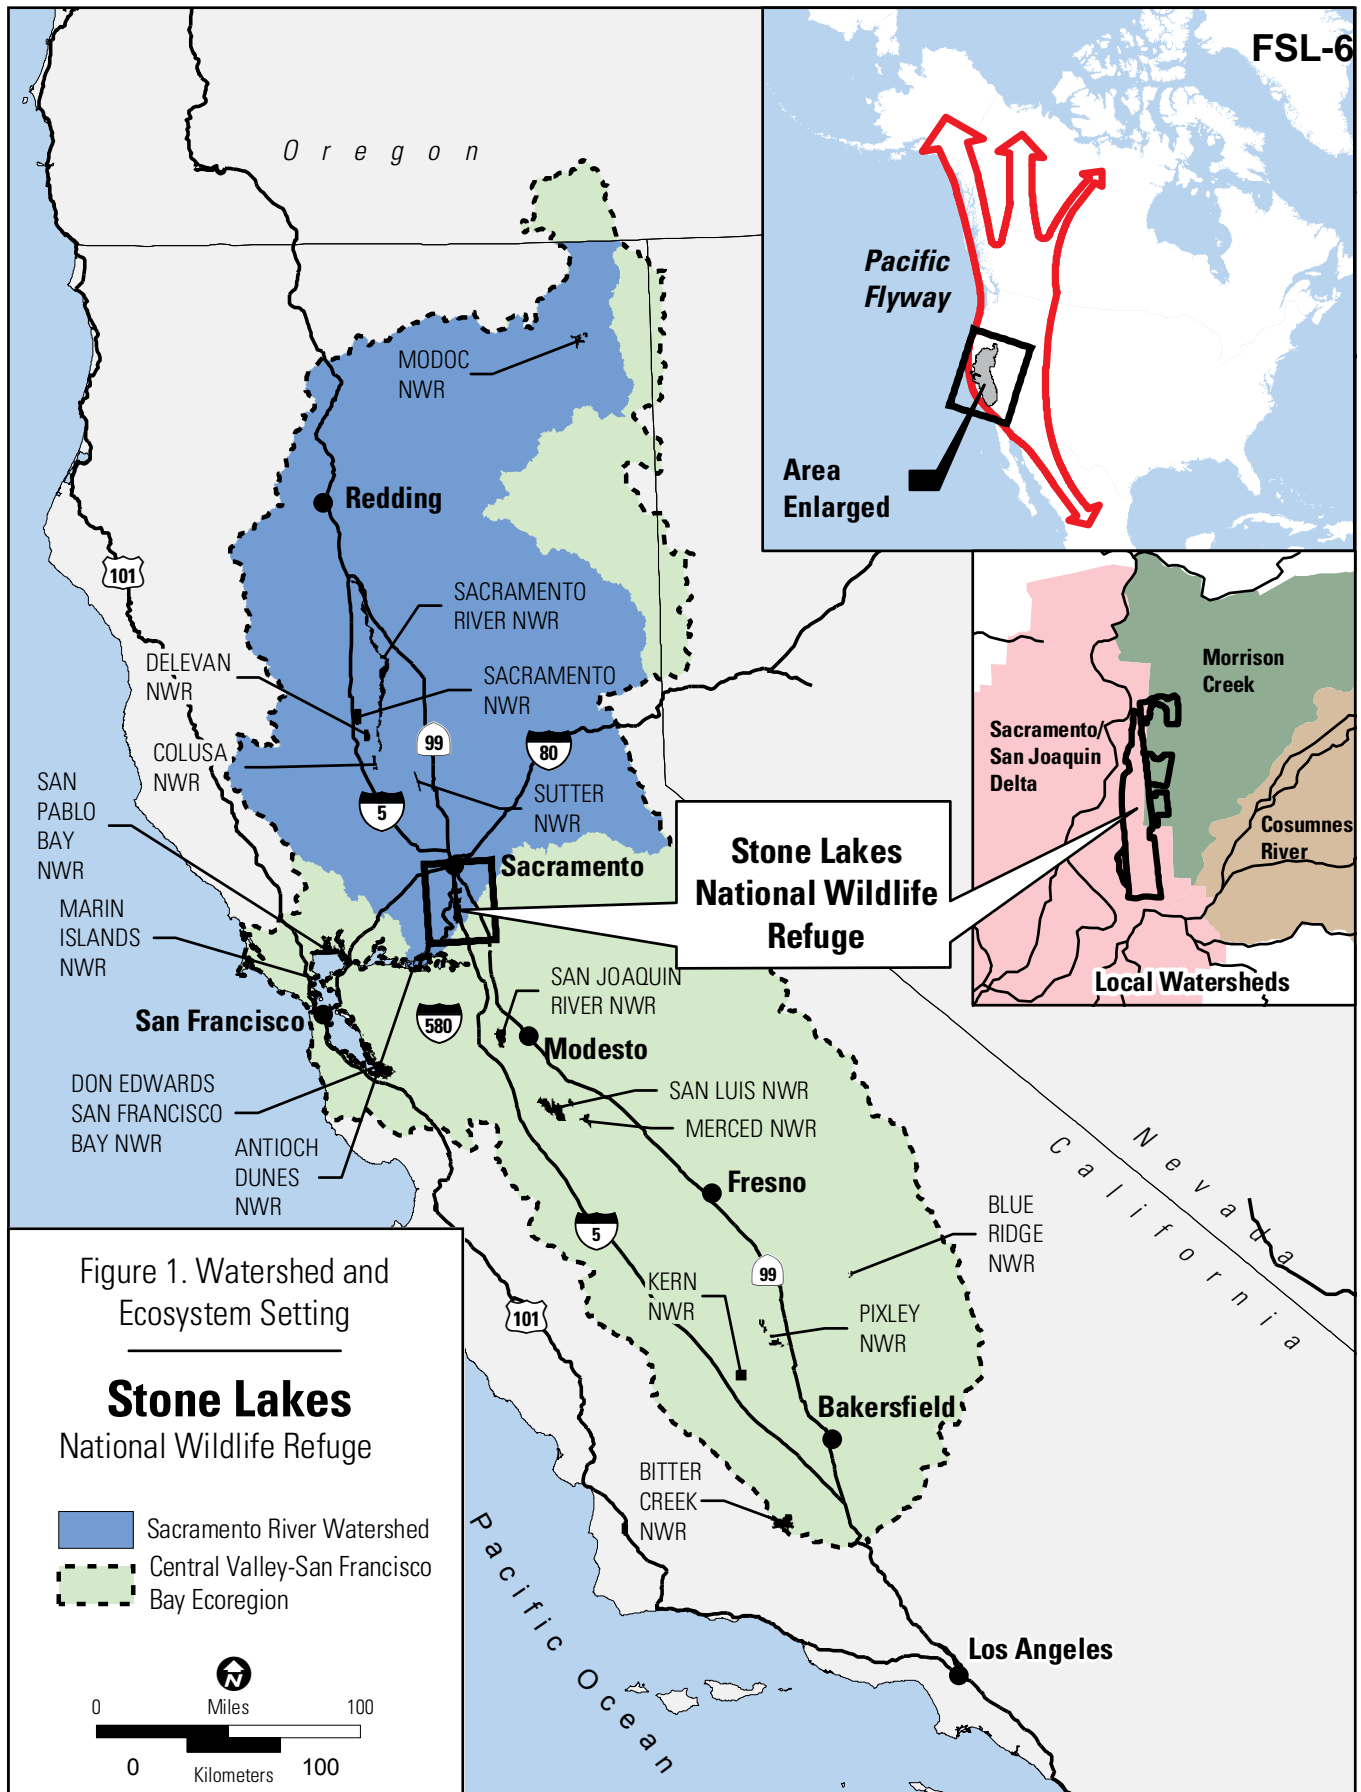 FSL-6
Oregon
Pacific
Flyway
Area
Enlarged
MODOC
NWR
Redding
101
SACRAMENTO
RIVER NWR
DELEVAN
NWR
SACRAMENTO
NWR
99
80
COLUSA
NWR
SUTTER
NWR
5
SAN
PABLO
BAY
NWR
Sacramento
MARIN
ISLANDS
NWR
Morrison
Creek
Sacramento/
San Joaquin
Delta
Cosumnes
River
Local Watersheds
Stone Lakes
National Wildlife
Refuge
SAN JOAQUIN
RIVER NWR
San Francisco
580
Modesto
DON EDWARDS
SAN FRANCISCO
BAY NWR
SAN LUIS NWR
MERCED NWR
ANTIOCH
DUNES
NWR
Fresno
Nevada
California
BLUE
RIDGE
NWR
5
99
KERN
NWR
101
PIXLEY
NWR
Bakersfield
BITTER
CREEK
NWR
Los Angeles
Pacific Ocean
Figure 1. Watershed and
Ecosystem Setting
Stone Lakes
National Wildlife Refuge
Sacramento River Watershed
Central Valley-San Francisco
Bay Ecoregion
N
0 Miles 100
0 Kilometers 100